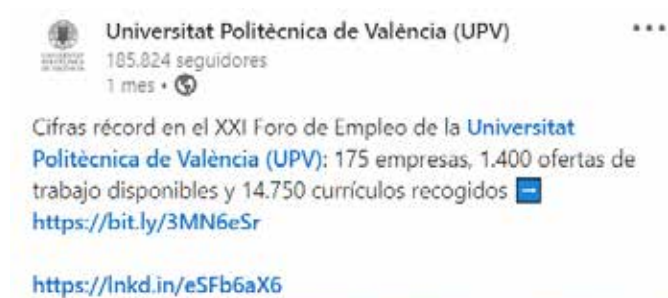 Universitat Politècnica de València (UPV)
185.824 seguidores
1 mes •
Cifras récord en el XXI Foro de Empleo de la Universitat
Politècnica de València (UPV): 175 empresas, 1.400 ofertas de
trabajo disponibles y 14.750 currículos recogidos ➡
https://bit.ly/3MN6eSr
https://lnkd.in/eSFb6aX6